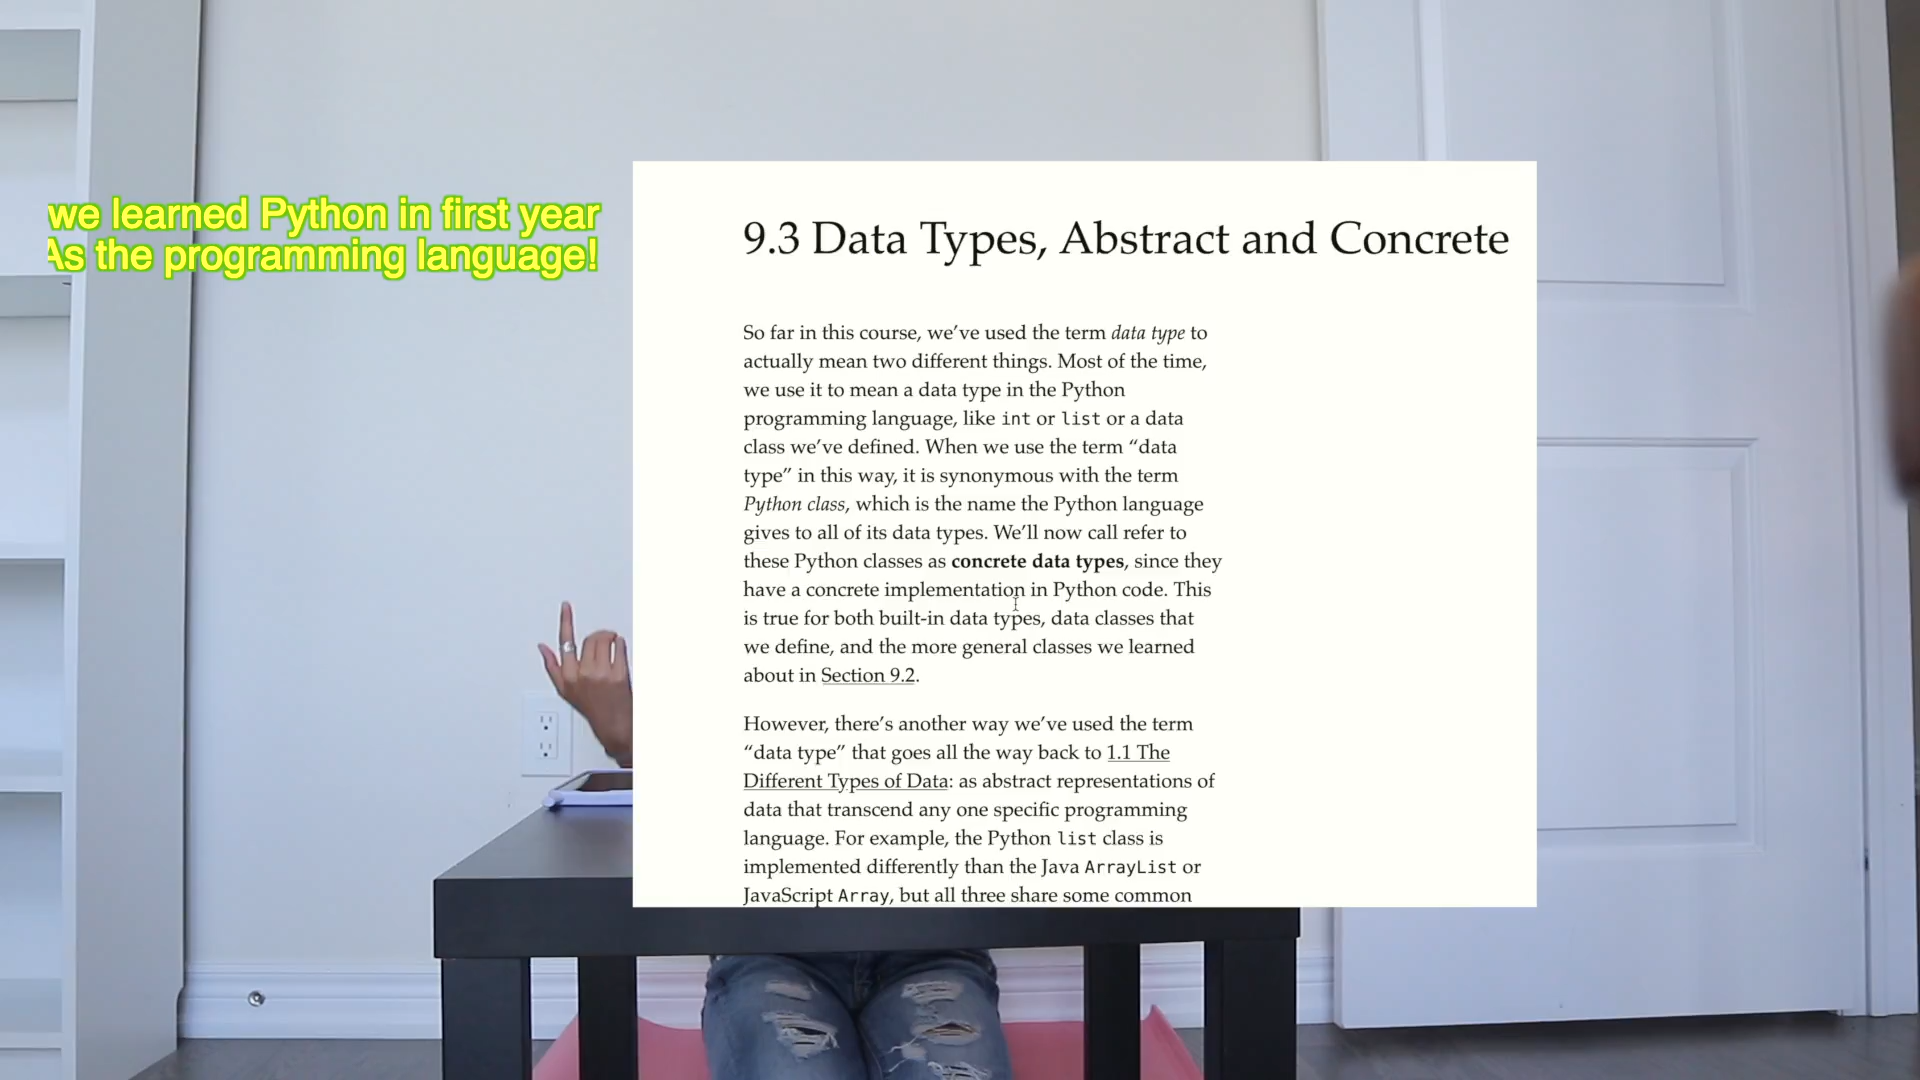 we learned Python in first year
As the programming language!
9.3 Data Types, Abstract and Concrete
So far in this course, we’ve used the term data type to
actually mean two different things. Most of the time,
we use it to mean a data type in the Python
programming language, like int or list or a data
class we’ve defined. When we use the term “data
type” in this way, it is synonymous with the term
Python class, which is the name the Python language
gives to all of its data types. We’ll now call refer to
these Python classes as concrete data types, since they
have a concrete implementation in Python code. This
is true for both built-in data types, data classes that
we define, and the more general classes we learned
about in Section 9.2.
However, there’s another way we’ve used the term
“data type” that goes all the way back to 1.1 The
Different Types of Data: as abstract representations of
data that transcend any one specific programming
language. For example, the Python list class is
implemented differently than the Java ArrayList or
JavaScript Array, but all three share some common